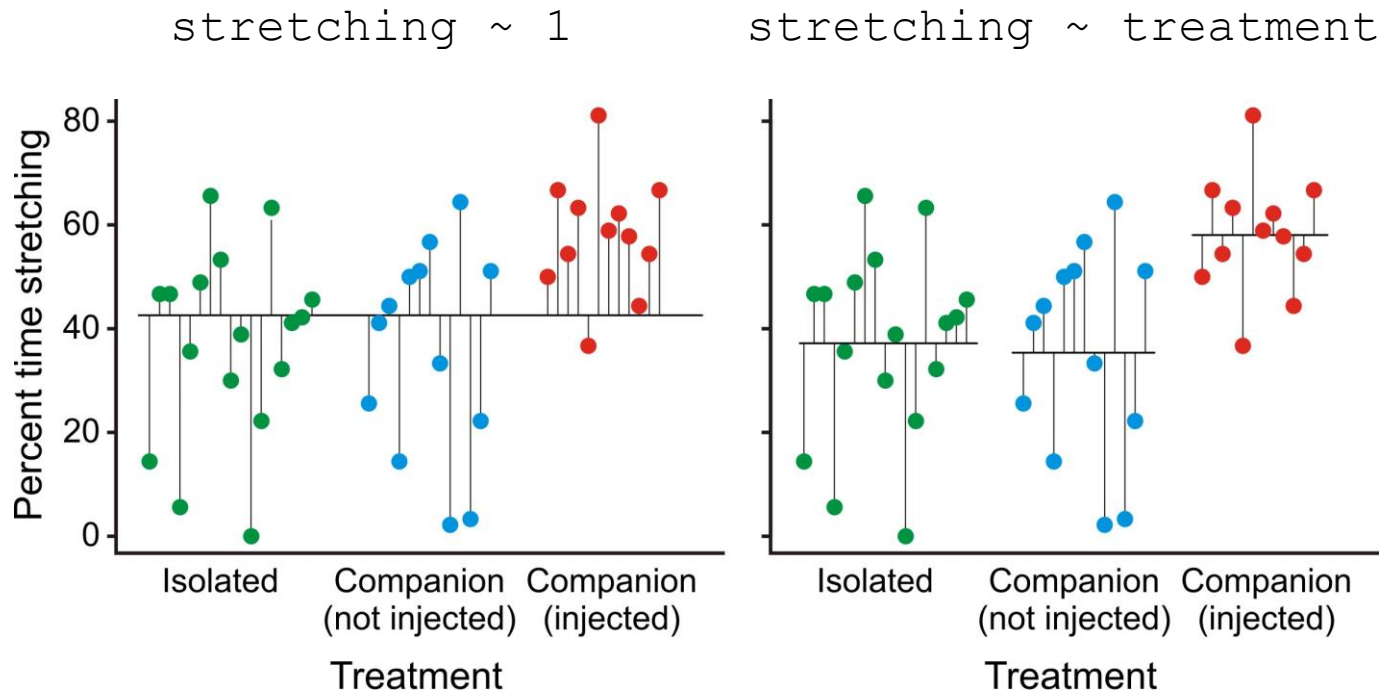 stretching ~ 1
stretching ~ treatment
Percent time stretching
80
60
40
20
0
Isolated
Companion
(not injected)
Companion
(injected)
Treatment
Isolated
Companion
(not injected)
Companion
(injected)
Treatment